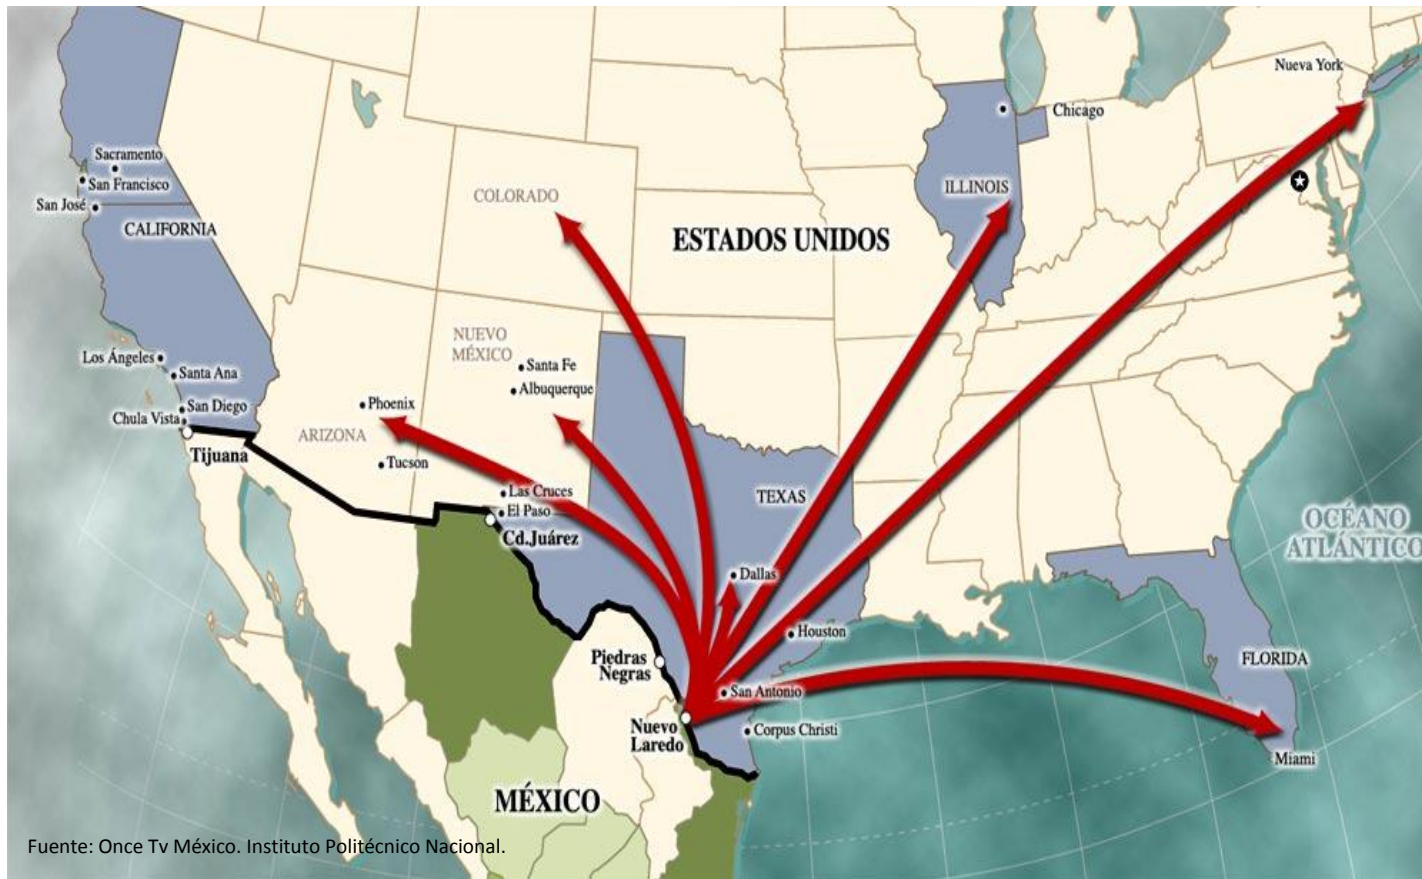 Nueva York
Chicago
Sacramento
San Francisco
San José
CALIFORNIA
COLORADO
ILLINOIS
ESTADOS UNIDOS
NUEVO
MÉXICO
Santa Fe
Albuquerque
Los Ángeles
Santa Ana
San Diego
Chula Vista
Tijuana
Phoenix
ARIZONA
Tucson
Las Cruces
El Paso
Cd.Juárez
TEXAS
OCÉANO
ATLÁNTICO
Dallas
Houston
Piedras
Negras
FLORIDA
San Antonio
Nuevo
Laredo
Corpus Christi
Miami
MÉXICO
Fuente: Once Tv México. Instituto Politécnico Nacional.